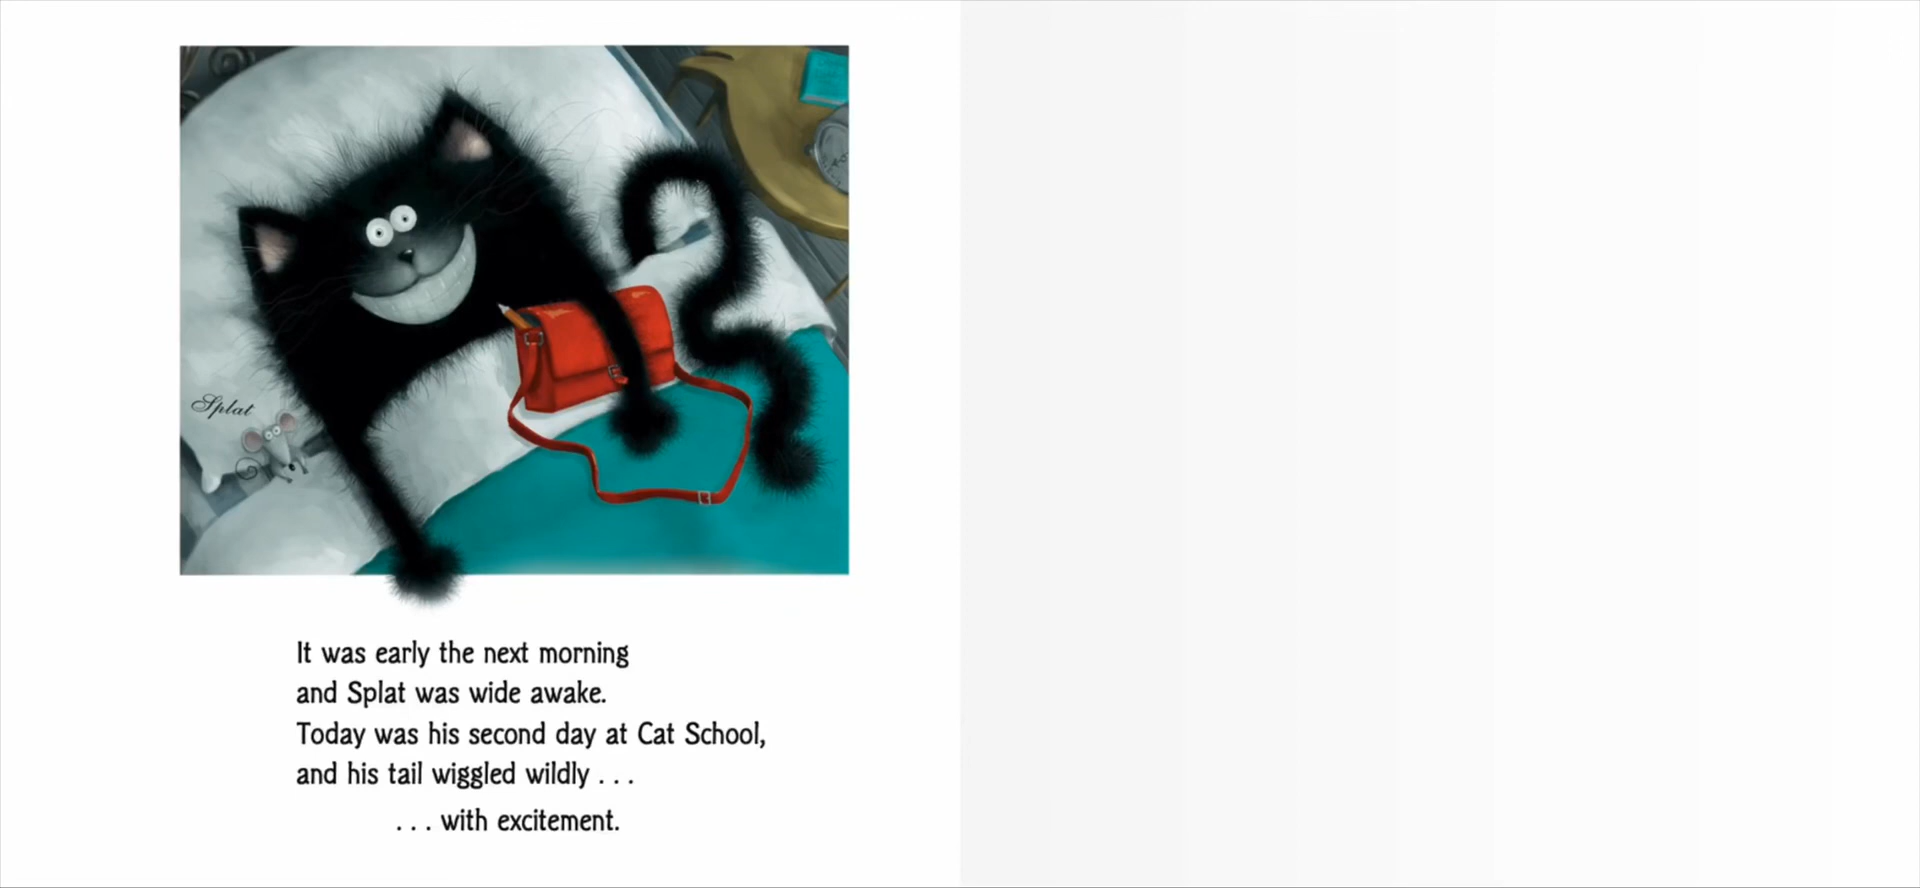 Splat
It was early the next morning
and Splat was wide awake.
Today was his second day at Cat School,
and his tail wiggled wildly . . .
. . . with excitement.